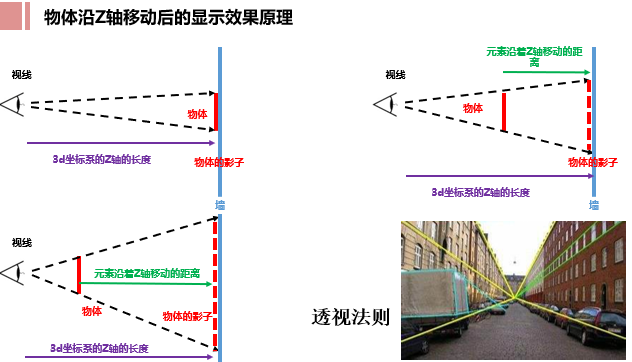 物体沿Z轴移动后的显示效果原理
视线
物体
3d坐标系的Z轴的长度
物体的影子
墙
元素沿着Z轴移动的距
离
视线
物体
物体的影子
3d坐标系的Z轴的长度
墙
视线
元素沿着Z轴移动的距离
物体
物体的影子
3d坐标系的Z轴的长度
透视法则